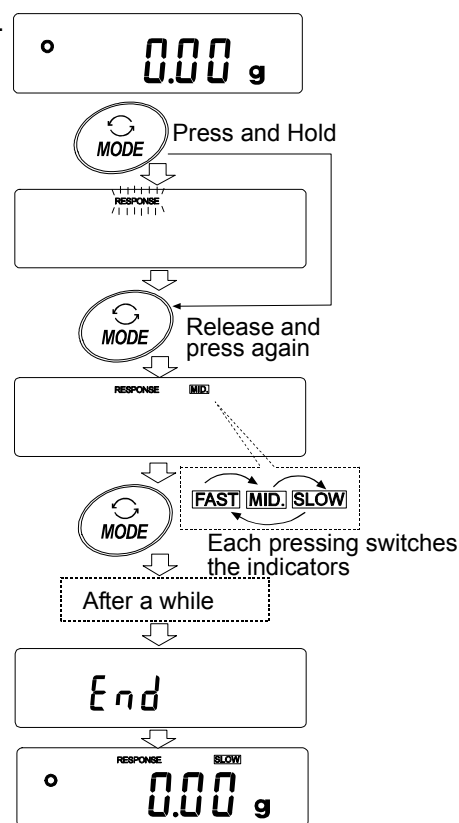 0.00 g
MODE
Press and Hold
RESPONSE
MODE
Release and
press again
RESPONSE MID.
FAST MID. SLOW
MODE
Each pressing switches
the indicators
After a while
End
RESPONSE SLOW
0.00 g